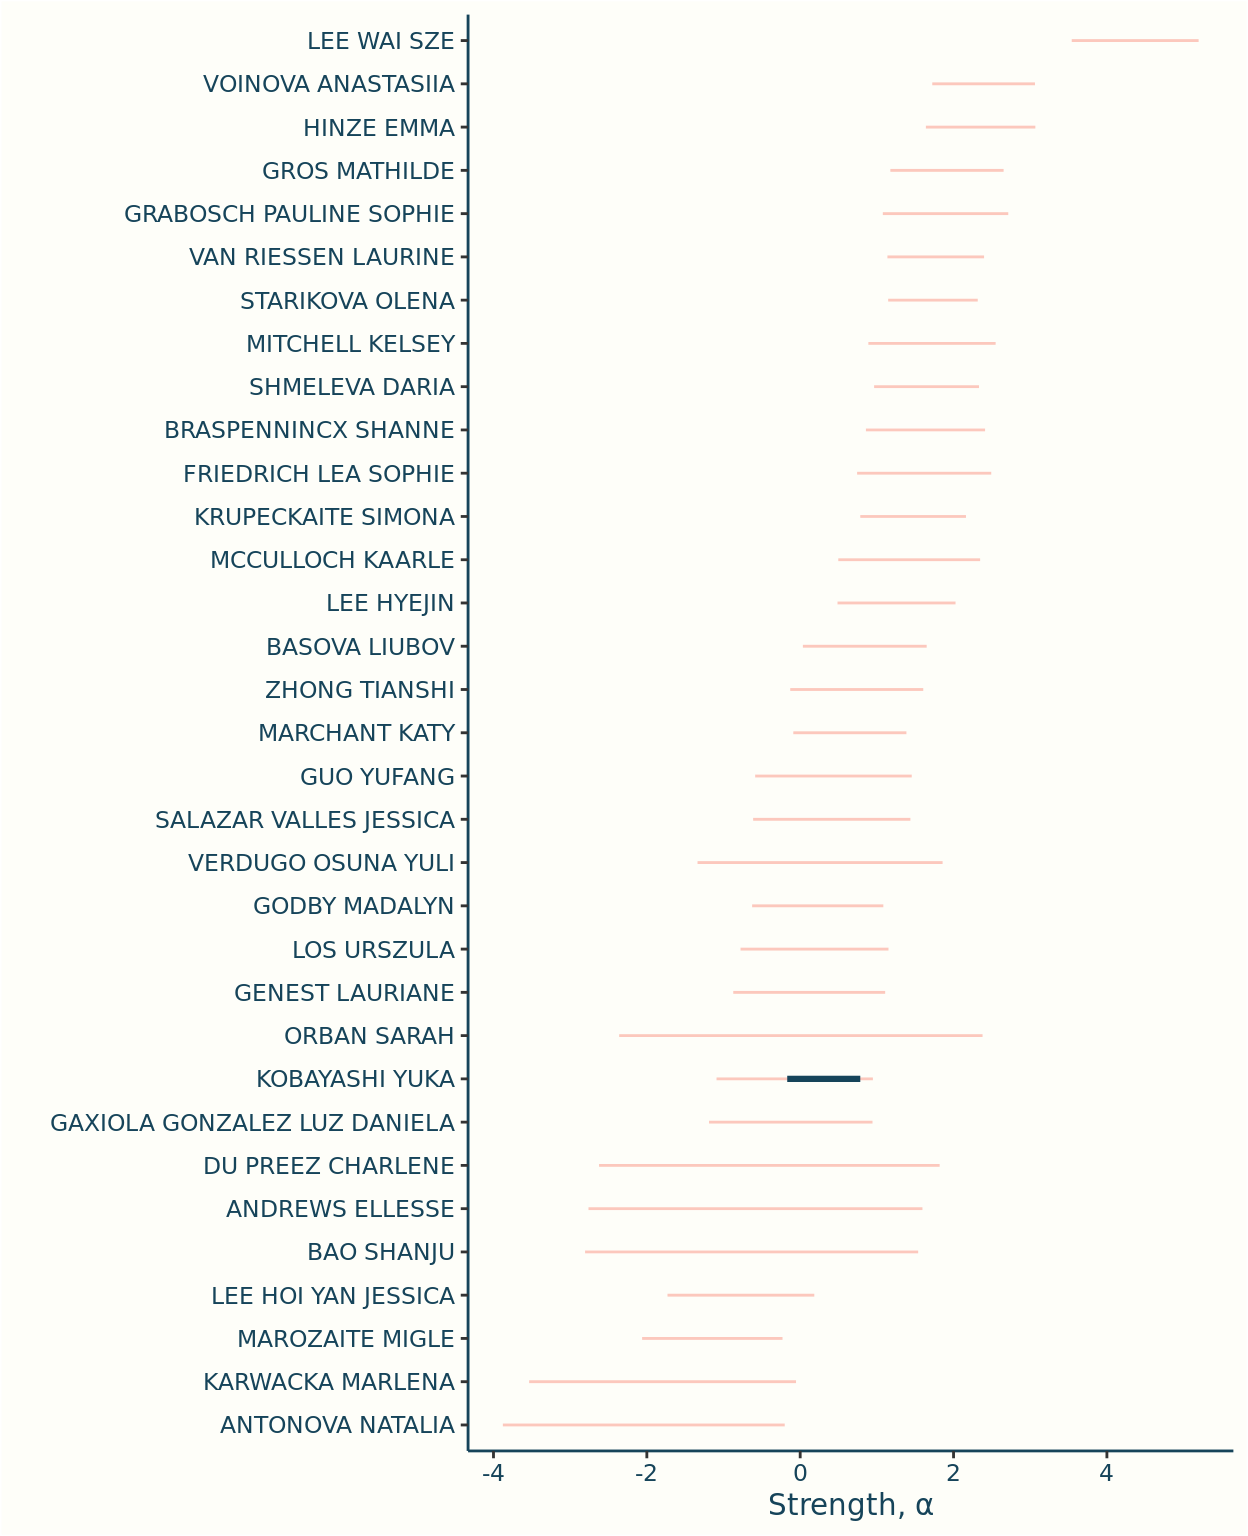 LEE WAI SZE
VOINOVA ANASTASIIA
HINZE EMMA
GROS MATHILDE
GRABOSCH PAULINE SOPHIE
VAN RIESSEN LAURINE
STARIKOVA OLENA
MITCHELL KELSEY
SHMELEVA DARIA
BRASPENNINCX SHANNE
FRIEDRICH LEA SOPHIE
KRUPECKAITE SIMONA
MCCULLOCH KAARLE
LEE HYEJIN
BASOVA LIUBOV
ZHONG TIANSHI
MARCHANT KATY
GUO YUFANG
SALAZAR VALLES JESSICA
VERDUGO OSUNA YULI
GODBY MADALYN
LOS URSZULA
GENEST LAURIANE
ORBAN SARAH
KOBAYASHI YUKA
GAXIOLA GONZALEZ LUZ DANIELA
DU PREEZ CHARLENE
ANDREWS ELLESSE
BAO SHANJU
LEE HOI YAN JESSICA
MAROZAITE MIGLE
KARWACKA MARLENA
ANTONOVA NATALIA
-4 -2 0 2 4
Strength, α